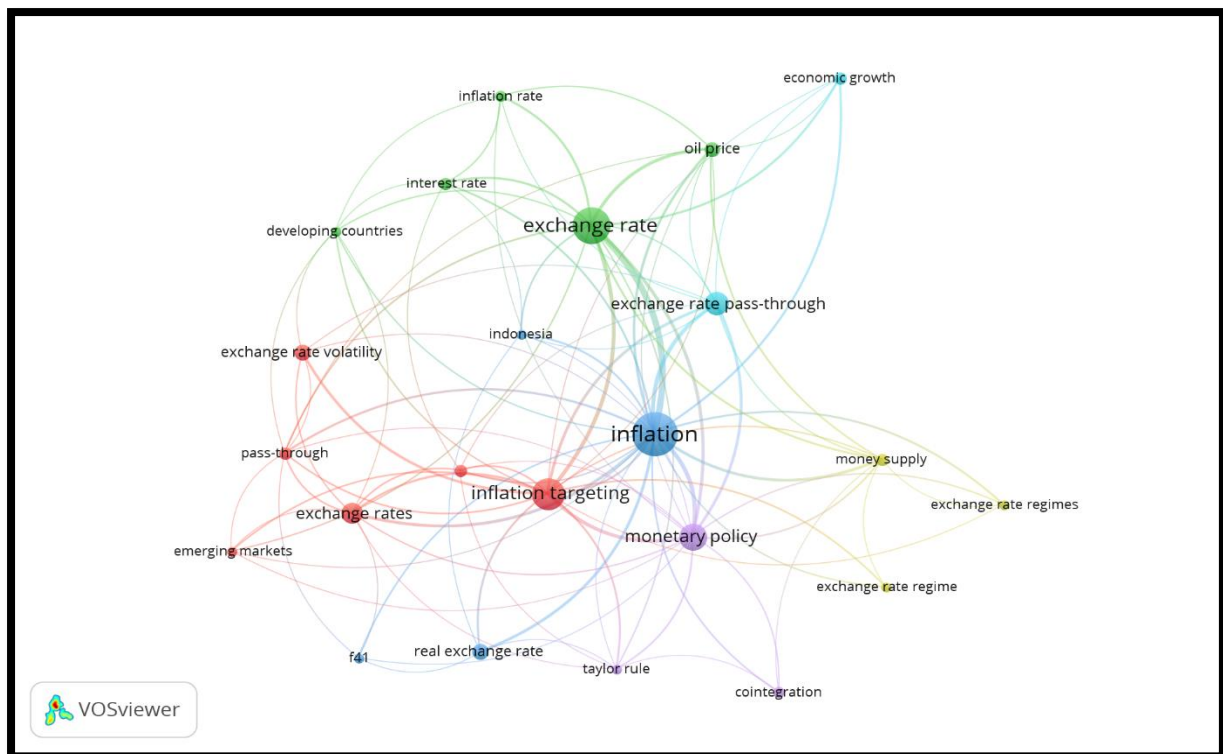 economic growth
inflation rate
oil price
interest rate
exchange rate
developing countries
exchange rate pass-through
indonesia
exchange rate volatility
inflation
pass-through
money supply
inflation targeting
exchange rate regimes
exchange rates
monetary policy
emerging markets
exchange rate regime
real exchange rate
f41
taylor rule
cointegration
VOSviewer